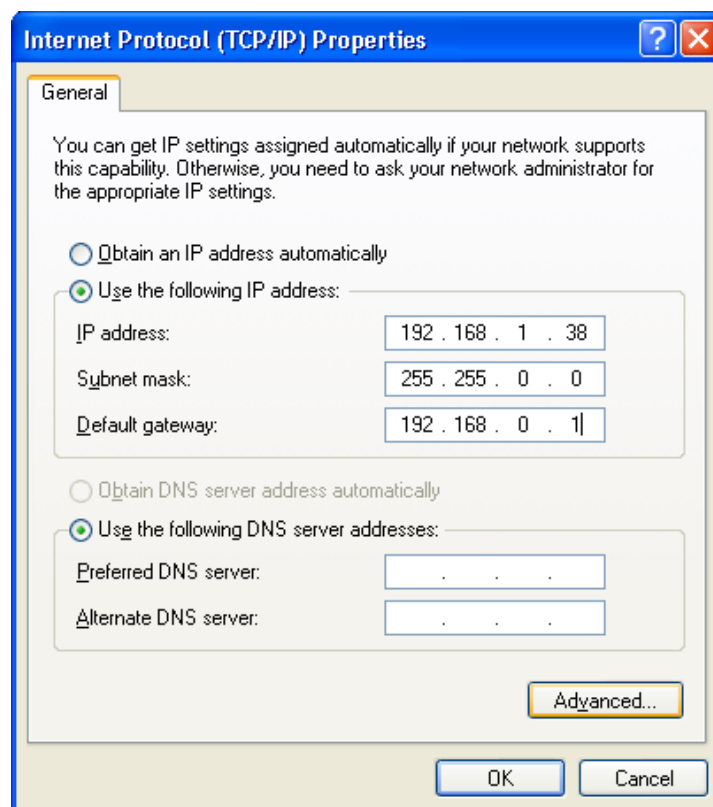 Internet Protocol (TCP/IP) Properties
General
You can get IP settings assigned automatically if your network supports
this capability. Otherwise, you need to ask your network administrator for
the appropriate IP settings.
Obtain an IP address automatically
Use the following IP address:
IP address: 192 . 168 . 1 . 38
Subnet mask: 255 . 255 . 0 . 0
Default gateway: 192 . 168 . 0 . 1
Obtain DNS server address automatically
Use the following DNS server addresses:
Preferred DNS server: . . .
Alternate DNS server: . . .
Advanced...
OK Cancel